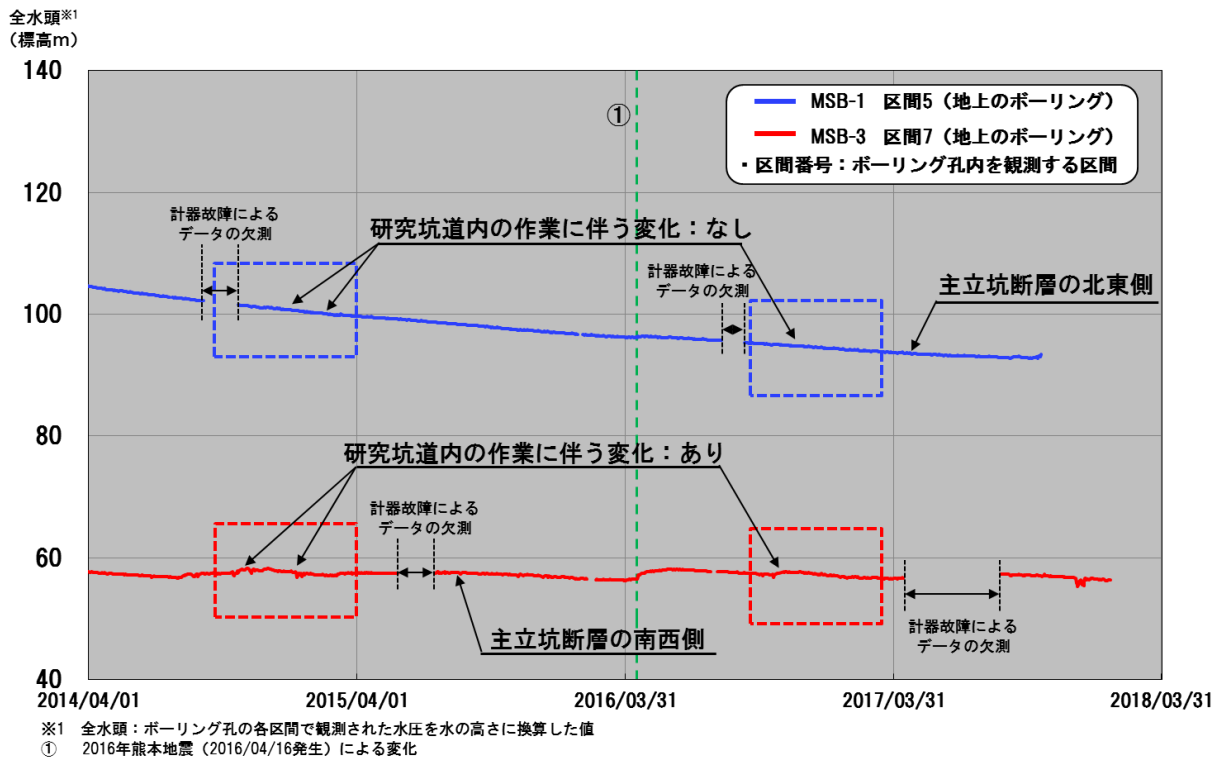 全水頭※1
(標高m)
140
120
100
80
60
40
①
MSB-1 区間5(地上のボーリング)
MSB-3 区間7(地上のボーリング)
・区間番号:ボーリング孔内を観測する区間
計器故障による
データの欠測
研究坑道内の作業に伴う変化:なし
計器故障による
データの欠測
主立坑断層の北東側
研究坑道内の作業に伴う変化:あり
計器故障による
データの欠測
主立坑断層の南西側
計器故障による
データの欠測
2014/04/01
2015/04/01
2016/03/31
2017/03/31
2018/03/31
※1 全水頭:ボーリング孔の各区間で観測された水圧を水の高さに換算した値
① 2016年熊本地震(2016/04/16発生)による変化